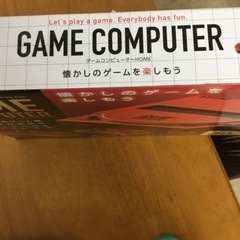 Let's play a game. Everybody has fun.
GAME COMPUTER
ゲームコンピューターHOME
懐かしのゲームを楽しもう
懐かしのゲームを
楽しもう